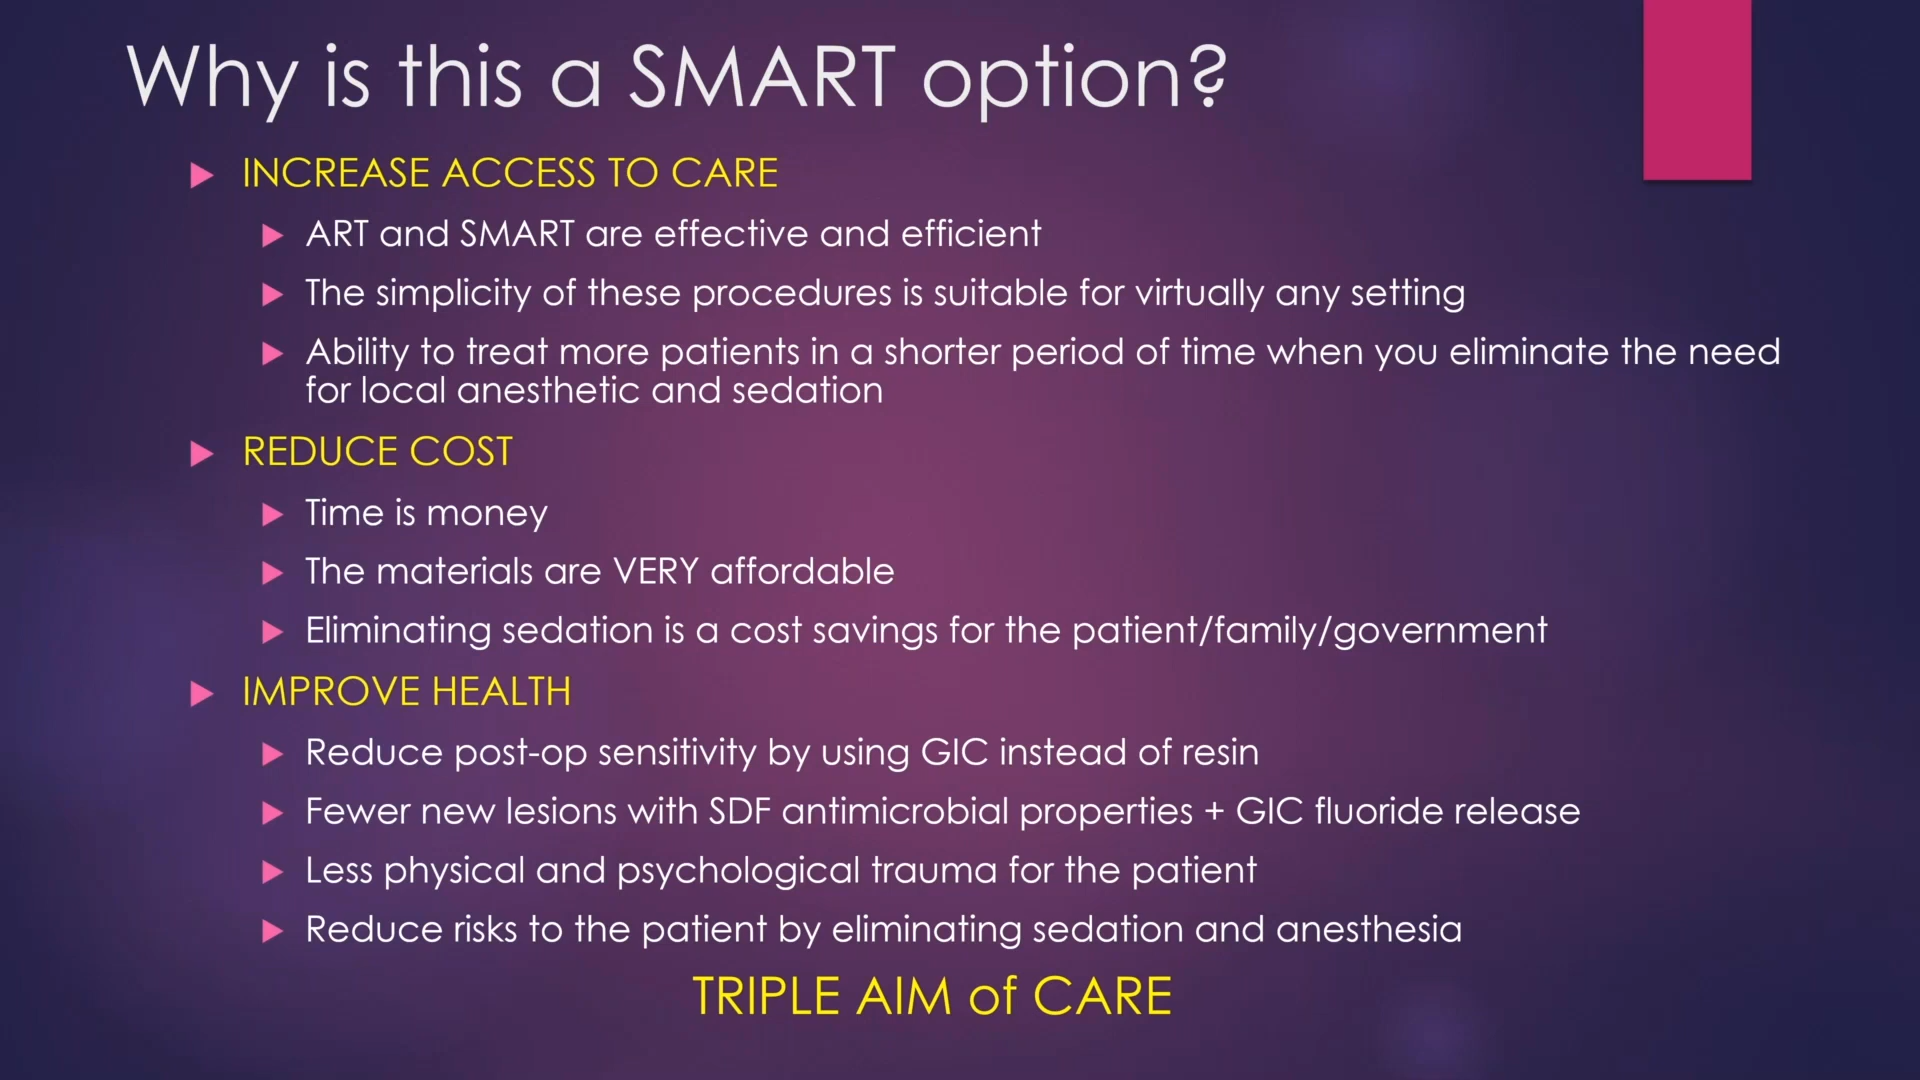 Why is this a SMART option?
INCREASE ACCESS TO CARE
ART and SMART are effective and efficient
The simplicity of these procedures is suitable for virtually any setting
Ability to treat more patients in a shorter period of time when you eliminate the need
for local anesthetic and sedation
REDUCE COST
Time is money
The materials are VERY affordable
Eliminating sedation is a cost savings for the patient/family/government
IMPROVE HEALTH
Reduce post-op sensitivity by using GIC instead of resin
Fewer new lesions with SDF antimicrobial properties + GIC fluoride release
Less physical and psychological trauma for the patient
Reduce risks to the patient by eliminating sedation and anesthesia
TRIPLE AIM of CARE